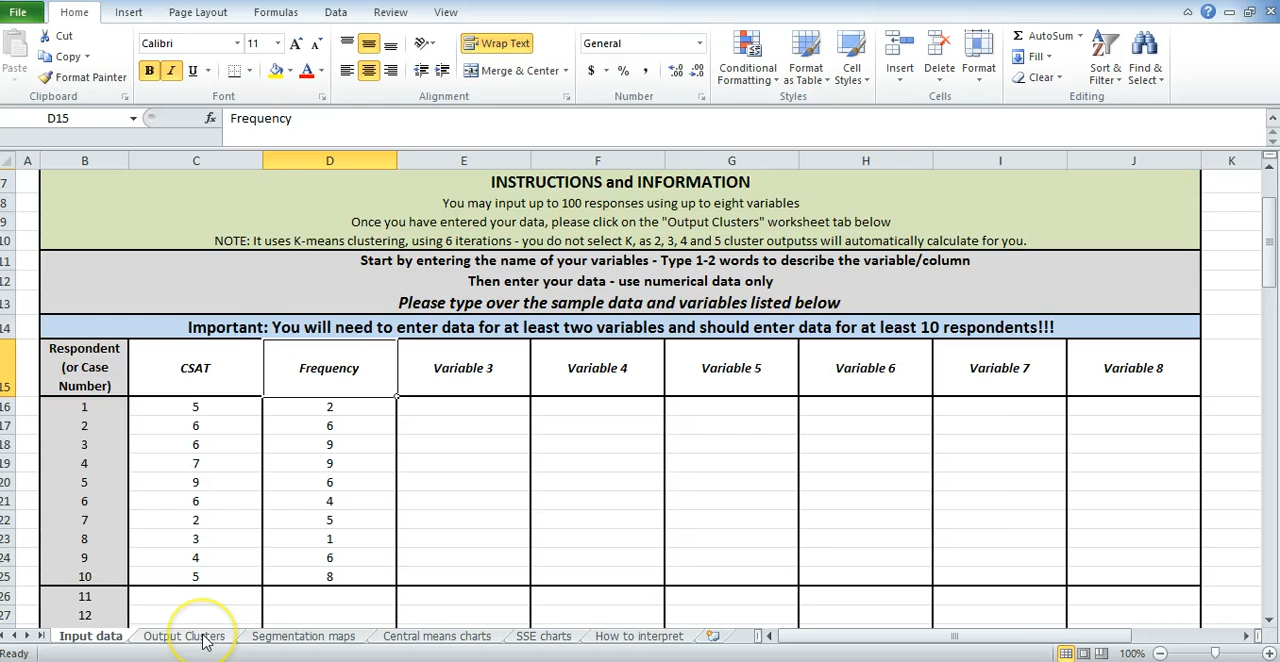 File Home Insert Page Layout Formulas Data Review View
Paste
Cut
Copy
Format Painter
Clipboard
Calibri 11 A A
B I U A
Font
Wrap Text
Merge & Center
Alignment
General
$ % ,
Number
Conditional Formatting
Format as Table
Cell Styles
Styles
Insert Delete Format
Cells
Σ AutoSum
Fill
Clear
Sort & Filter
Find & Select
Editing
D15 fx Frequency
A B C D E F G H I J K
7 INSTRUCTIONS and INFORMATION
8 You may input up to 100 responses using up to eight variables
9 Once you have entered your data, please click on the "Output Clusters" worksheet tab below
10 NOTE: It uses K-means clustering, using 6 iterations - you do not select K, as 2, 3, 4 and 5 cluster outputss will automatically calculate for you.
11 Start by entering the name of your variables - Type 1-2 words to describe the variable/column
12 Then enter your data - use numerical data only
13 Please type over the sample data and variables listed below
14 Important: You will need to enter data for at least two variables and should enter data for at least 10 respondents!!!
15 Respondent (or Case Number) CSAT Frequency Variable 3 Variable 4 Variable 5 Variable 6 Variable 7 Variable 8
16 1 5 2
17 2 6 6
18 3 6 9
19 4 7 9
20 5 9 6
21 6 6 4
22 7 2 5
23 8 3 1
24 9 4 6
25 10 5 8
26 11
27 12
Input data Output Clusters Segmentation maps Central means charts SSE charts How to interpret
Ready 100%